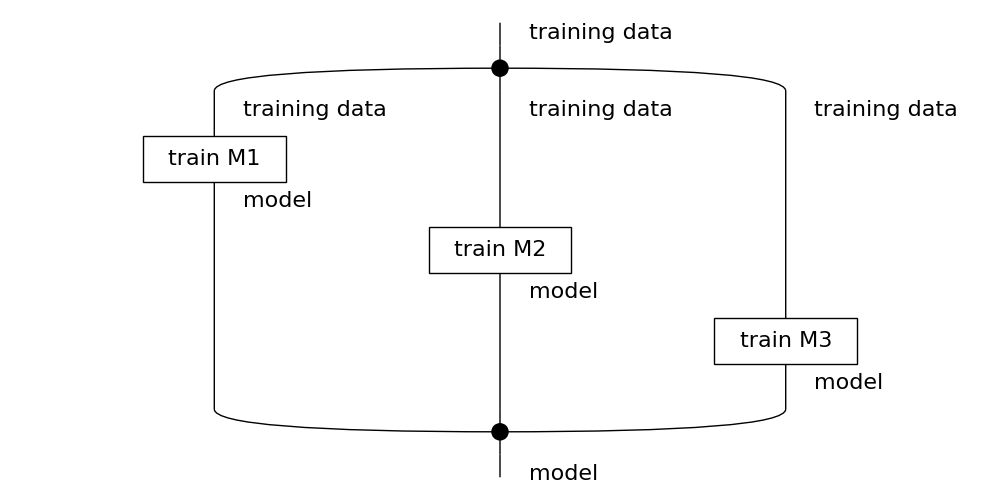 training data
training data
training data
training data
train M1
model
train M2
model
train M3
model
model